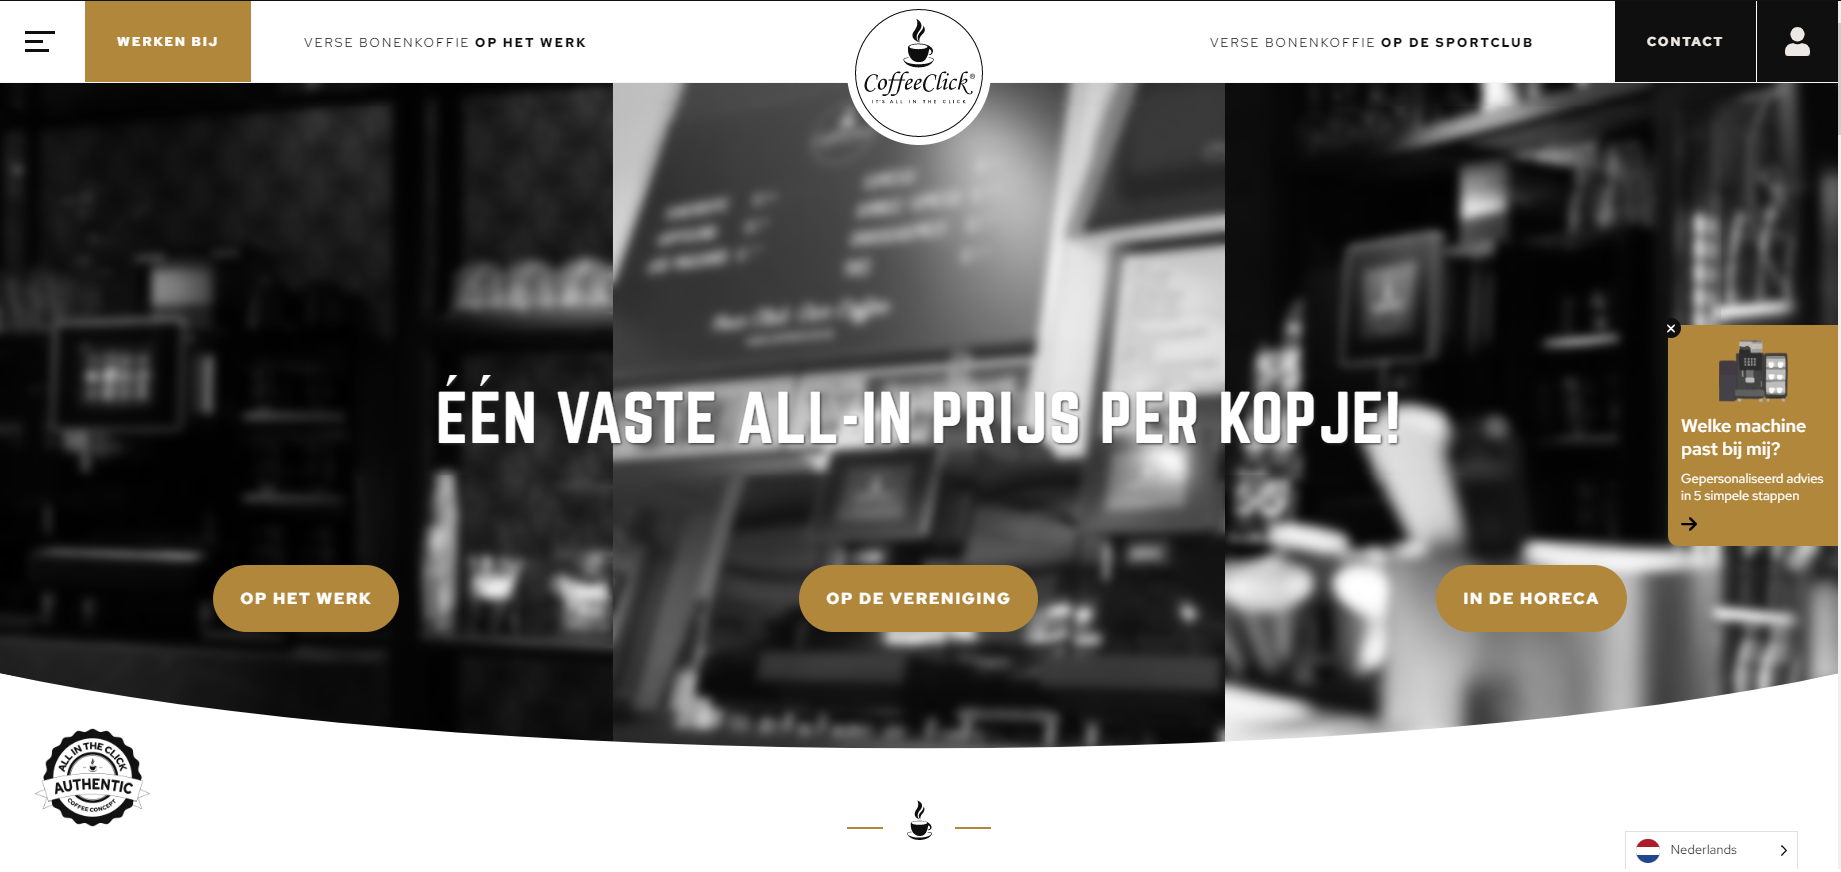 WERKEN BIJ
VERSE BONENKOFFIE OP HET WERK
CoffeeClick®
IT'S ALL IN THE CLICK
VERSE BONENKOFFIE OP DE SPORTCLUB
CONTACT
ÉÉN VASTE ALL-IN PRIJS PER KOPJE!
Welke machine
past bij mij?
Gepersonaliseerd advies
in 5 simpele stappen
OP HET WERK
OP DE VERENIGING
IN DE HORECA
ALL IN THE CLICK
AUTHENTIC
COFFEE CONCEPT
Nederlands